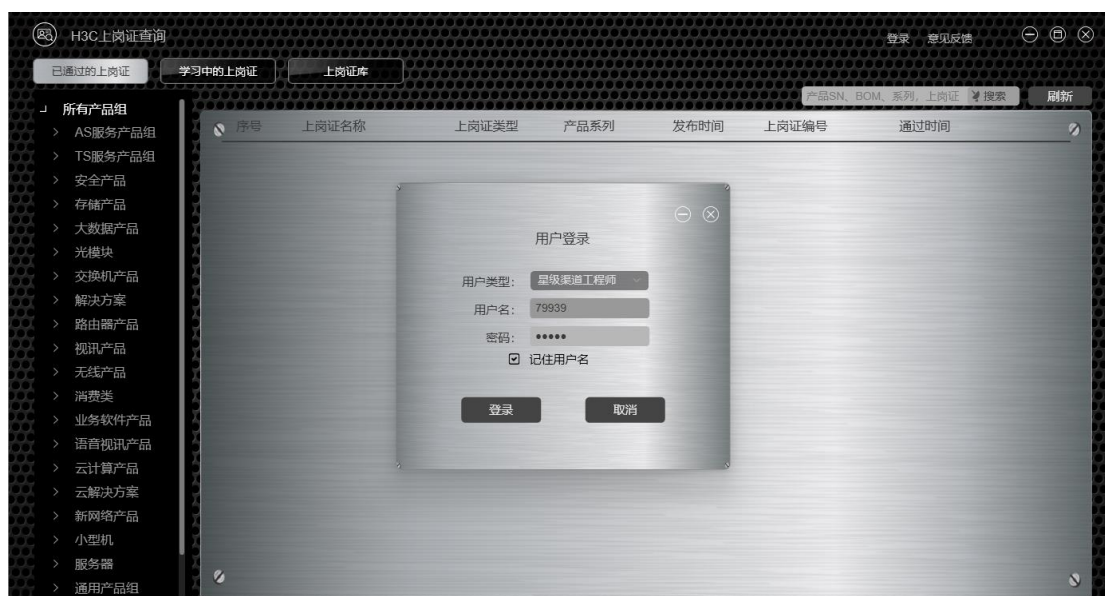 H3C上岗证查询
登录 意见反馈
已通过的上岗证 学习中的上岗证 上岗证库
产品SN、BOM、系列，上岗证 搜索 刷新
所有产品组
AS服务产品组
TS服务产品组
安全产品
存储产品
大数据产品
光模块
交换机产品
解决方案
路由器产品
视讯产品
无线产品
消费类
业务软件产品
语音视讯产品
云计算产品
云解决方案
新网络产品
小型机
服务器
通用产品组
序号 上岗证名称 上岗证类型 产品系列 发布时间 上岗证编号 通过时间
用户登录
用户类型： 星级渠道工程师
用户名： 79939
密码： •••••
记住用户名
登录 取消